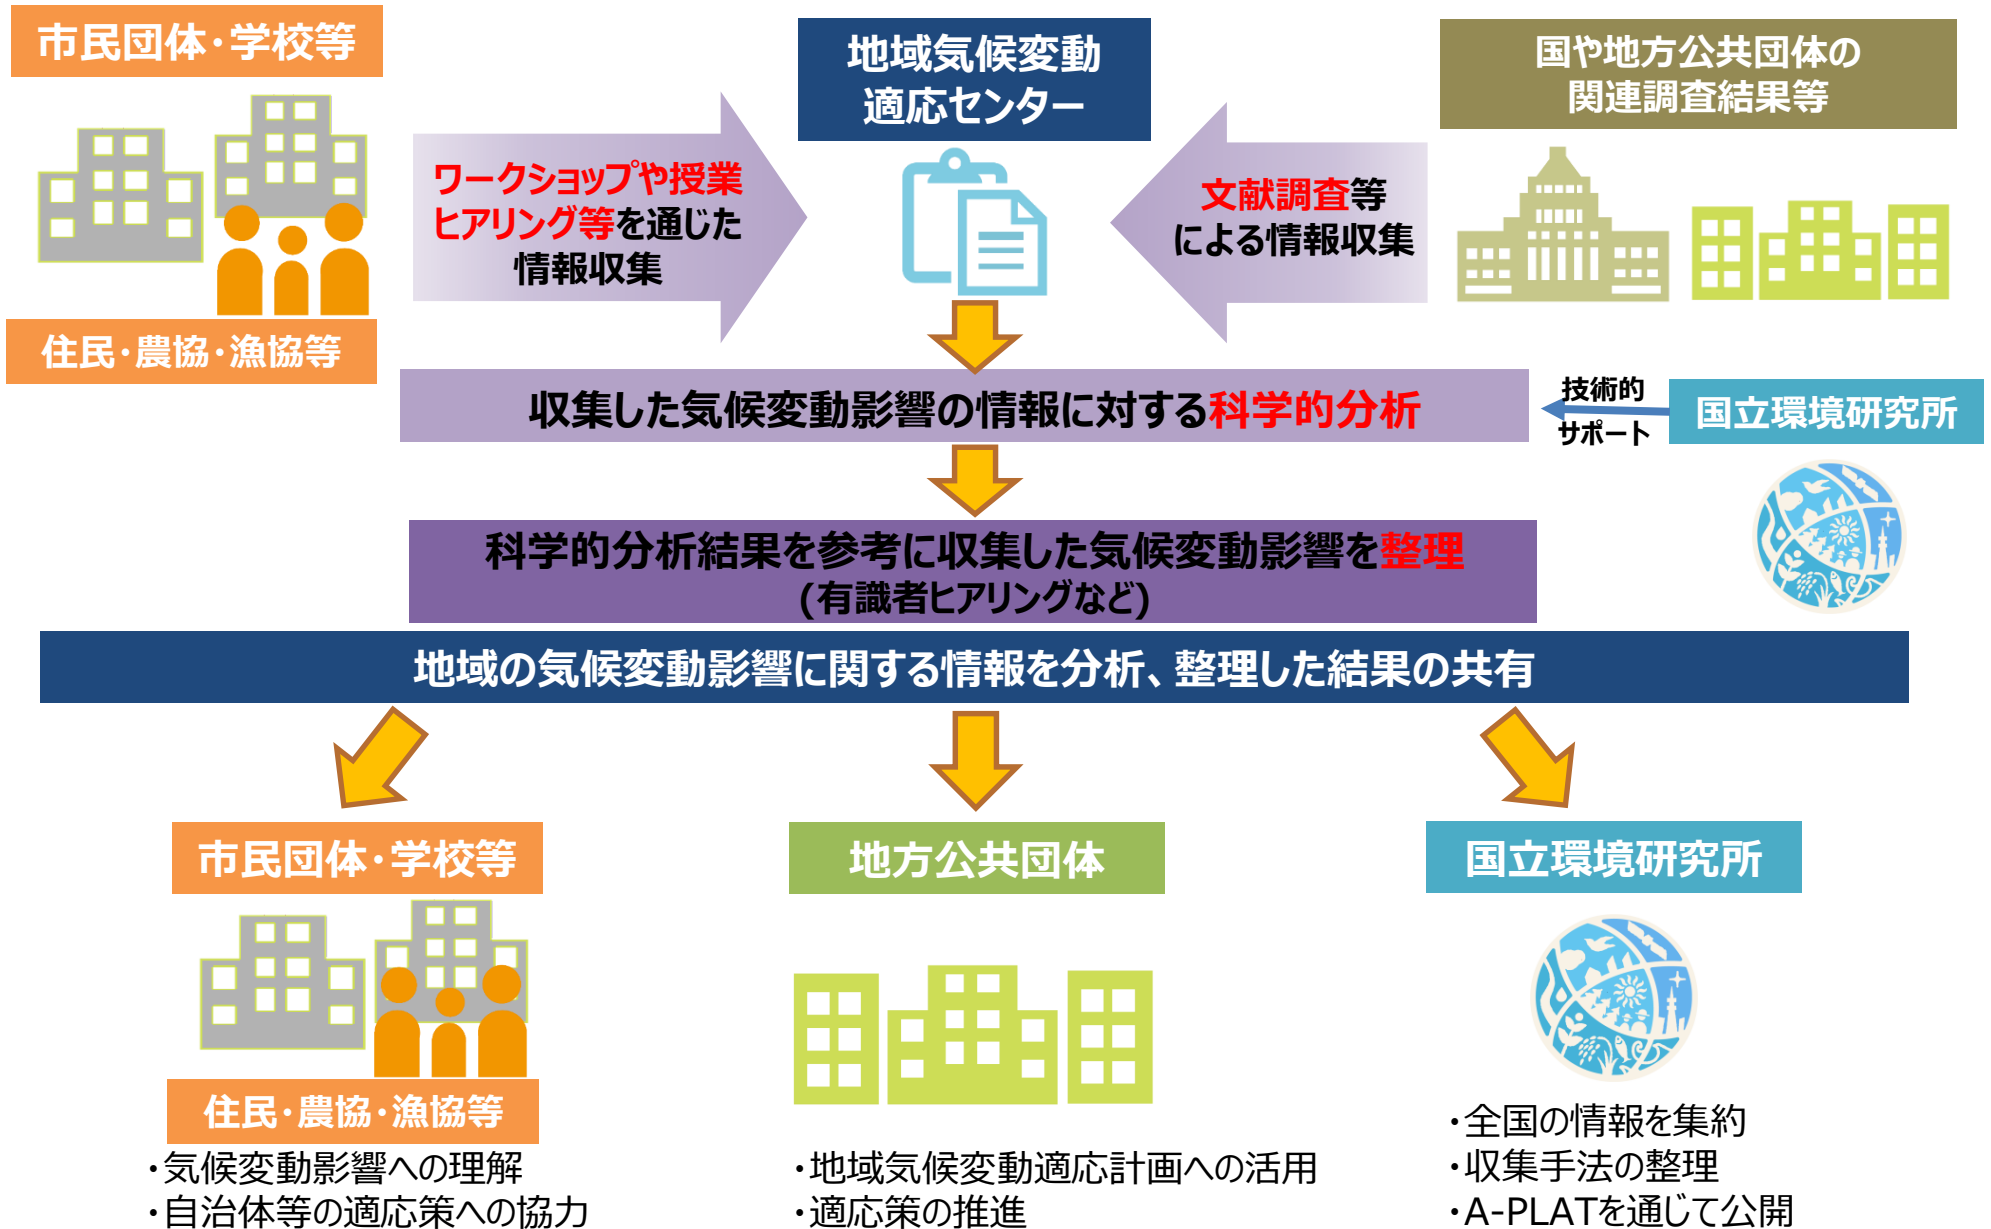 市民団体・学校等
地域気候変動
適応センター
国や地方公共団体の
関連調査結果等
ワークショップや授業
ヒアリング等を通じた
情報収集
文献調査等
による情報収集
住民・農協・漁協等
収集した気候変動影響の情報に対する科学的分析
技術的
サポート
国立環境研究所
科学的分析結果を参考に収集した気候変動影響を整理
(有識者ヒアリングなど)
地域の気候変動影響に関する情報を分析、整理した結果の共有
市民団体・学校等
住民・農協・漁協等
・気候変動影響への理解
・自治体等の適応策への協力
地方公共団体
・地域気候変動適応計画への活用
・適応策の推進
国立環境研究所
・全国の情報を集約
・収集手法の整理
・A-PLATを通じて公開